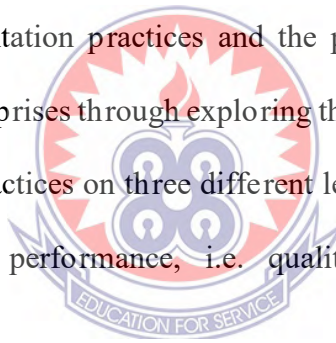 tation practices and the p
prises through exploring th
actices on three different le
performance, i.e. qualit
EDUCATION FOR SERVICE